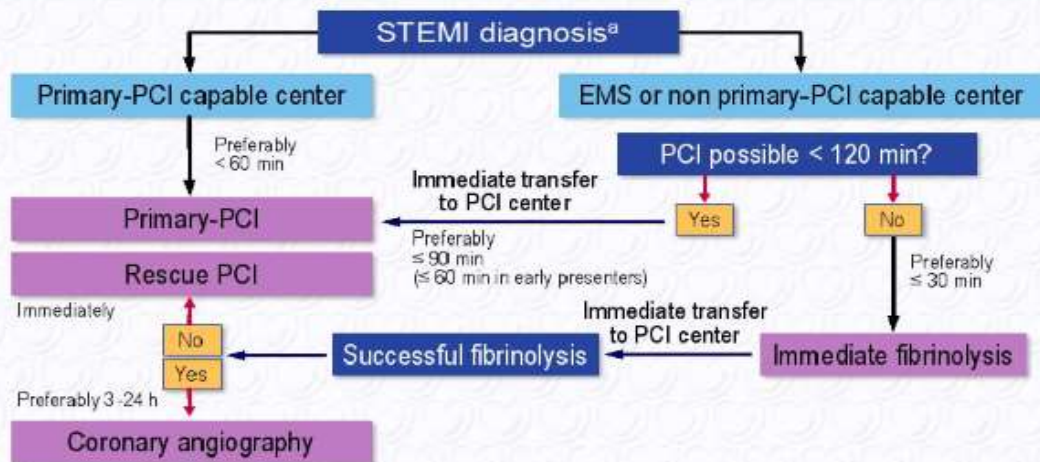 STEMI diagnosisª
Primary-PCI capable center
EMS or non primary-PCI capable center
Preferably
< 60 min
PCI possible < 120 min?
Immediate transfer
to PCI center
Yes
No
Primary-PCI
Preferably
≤ 90 min
(≤ 60 min in early presenters)
Preferably
≤ 30 min
Rescue PCI
Immediately
No
Yes
Successful fibrinolysis
Immediate transfer
to PCI center
Immediate fibrinolysis
Preferably 3-24 h
Coronary angiography